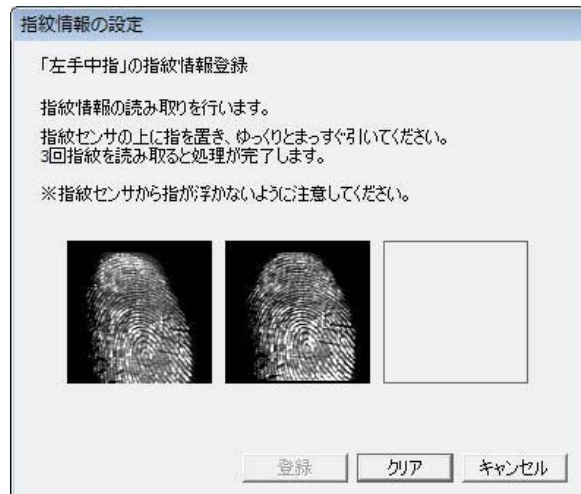 指紋情報の設定
「左手中指」の指紋情報登録
指紋情報の読み取りを行います。
指紋センサの上に指を置き、ゆっくりとまっすぐ引いてください。
3回指紋を読み取ると処理が完了します。
※指紋センサから指が浮かないように注意してください。
登録 クリア キャンセル